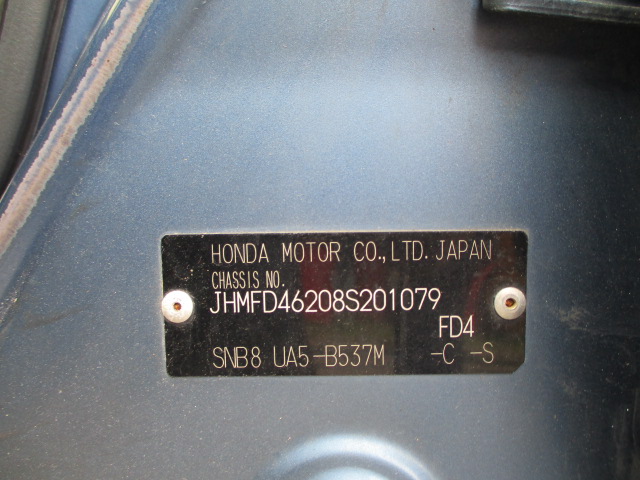 HONDA MOTOR CO.,LTD. JAPAN
CHASSIS NO.
JHMFD46208S201079
FD4
SNB8 UA5-B537M -C -S